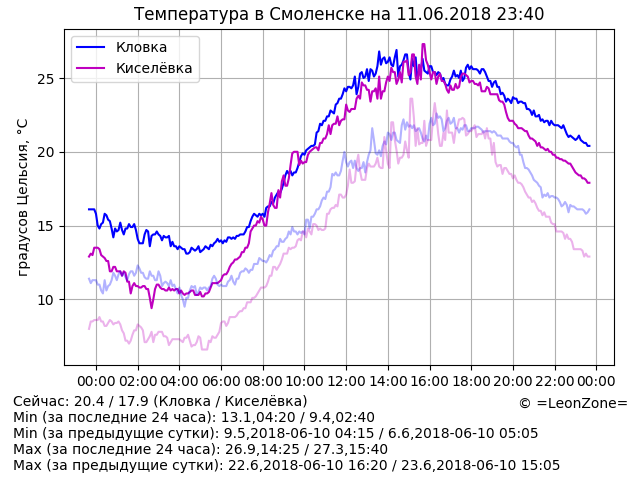 Температура в Смоленске на 11.06.2018 23:40
Кловка
Киселёвка
градусов Цельсия, °C
25
20
15
10
00:00 02:00 04:00 06:00 08:00 10:00 12:00 14:00 16:00 18:00 20:00 22:00 00:00
Сейчас: 20.4 / 17.9 (Кловка / Киселёвка)
© =LeonZone=
Min (за последние 24 часа): 13.1,04:20 / 9.4,02:40
Min (за предыдущие сутки): 9.5,2018-06-10 04:15 / 6.6,2018-06-10 05:05
Max (за последние 24 часа): 26.9,14:25 / 27.3,15:40
Max (за предыдущие сутки): 22.6,2018-06-10 16:20 / 23.6,2018-06-10 15:05